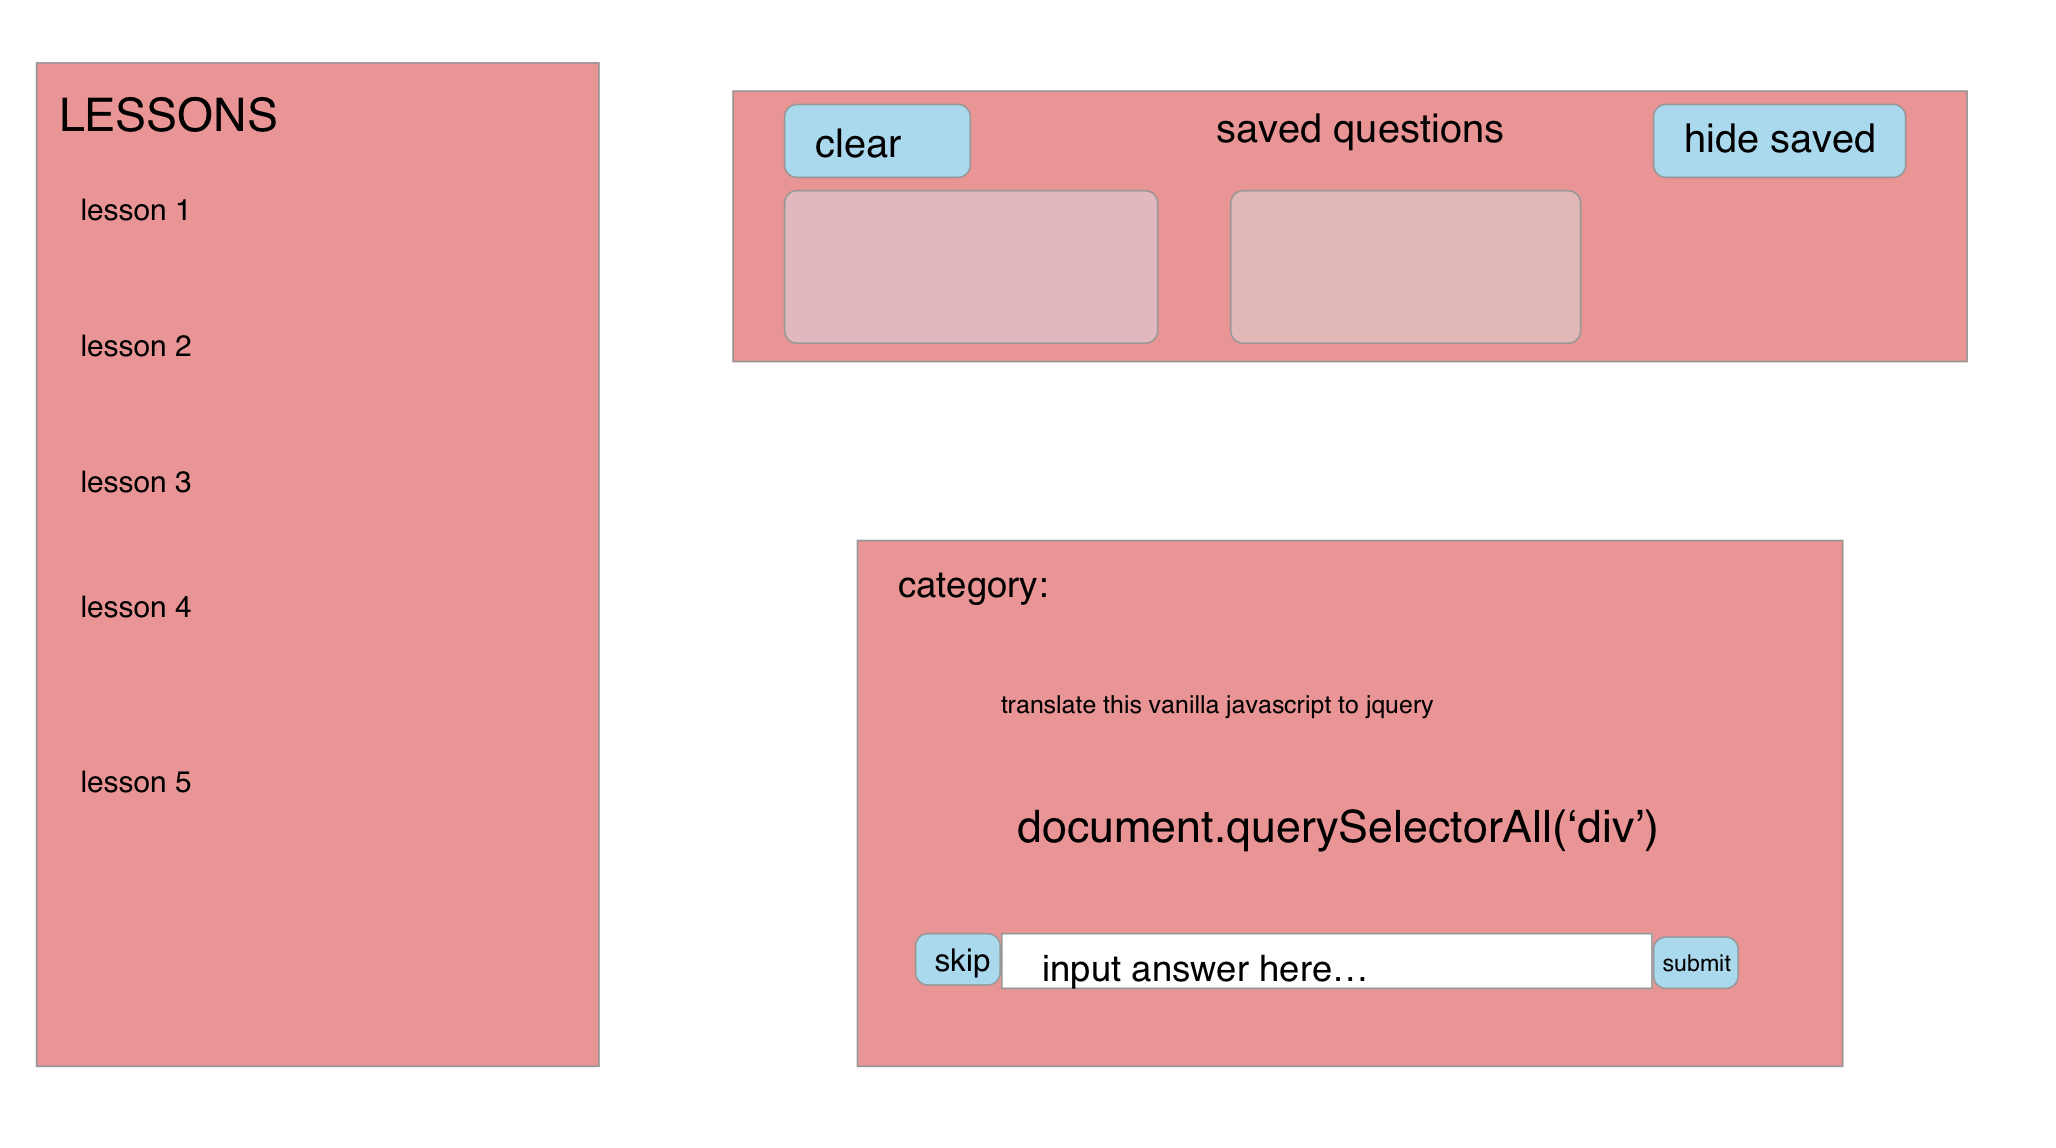 LESSONS
lesson 1
lesson 2
lesson 3
lesson 4
lesson 5
clear
saved questions
hide saved
category:
translate this vanilla javascript to jquery
document.querySelectorAll(‘div’)
skip
input answer here…
submit